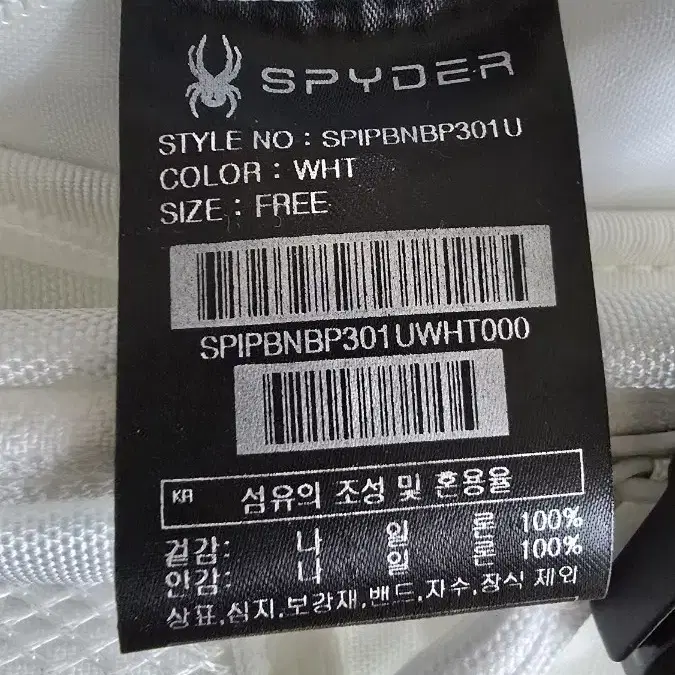 SPYDER
STYLE NO : SPIPBNBP301U
COLOR : WHT
SIZE : FREE
SPIPBNBP301UWHT000
KR 섬유의 조성 및 혼용율
겉감: 나 일 론 100%
안감: 나 일 론 100%
상표,심지,보강재,밴드,자수,장식 제외